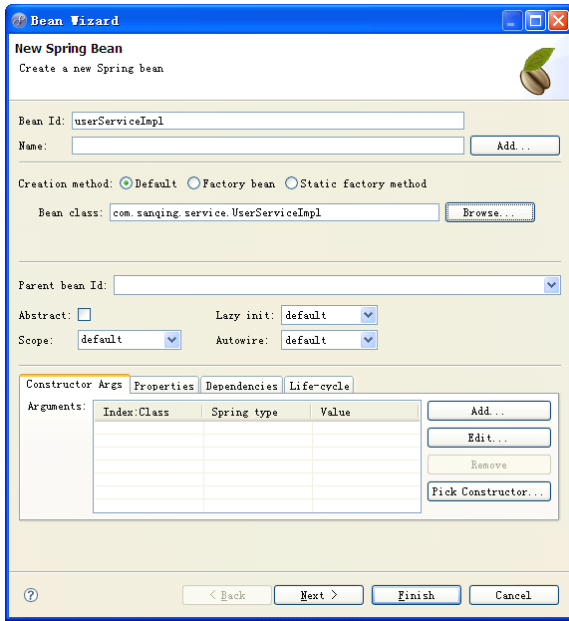 Bean Wizard
New Spring Bean
Create a new Spring bean
Bean Id: userServiceImpl
Name: Add...
Creation method: Default Factory bean Static factory method
Bean class: com.sanqing.service.UserServiceImpl Browse...
Parent bean Id:
Abstract: Lazy init: default
Scope: default Autowire: default
Constructor Args Properties Dependencies Life-cycle
Arguments: Index:Class Spring type Value Add...
Edit...
Remove
Pick Constructor...
? < Back Next > Finish Cancel